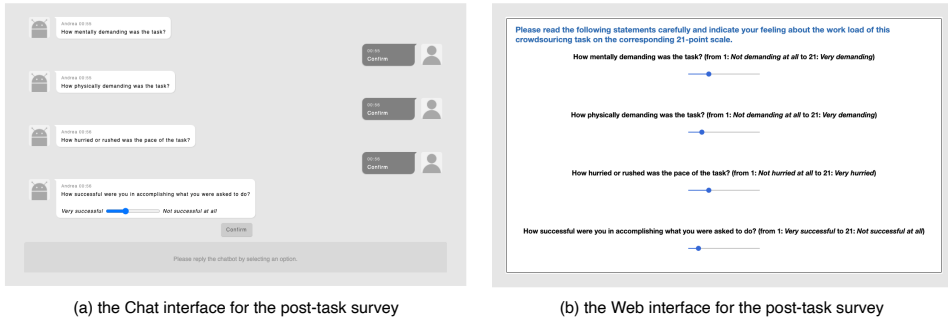 Andrea 00:59
How mentally demanding was the task?
00:59
Confirm
Andrea 00:59
How physically demanding was the task?
00:59
Confirm
Andrea 00:59
How hurried or rushed was the pace of the task?
00:59
Confirm
Andrea 00:59
How successful were you in accomplishing what you were asked to do?
Very successful Not successful at all
Confirm
Please reply the chatbot by selecting an option.
(a) the Chat interface for the post-task survey
Please read the following statements carefully and indicate your feeling about the work load of this
crowdsouricng task on the corresponding 21-point scale.
How mentally demanding was the task? (from 1: Not demanding at all to 21: Very demanding)
How physically demanding was the task? (from 1: Not demanding at all to 21: Very demanding)
How hurried or rushed was the pace of the task? (from 1: Not hurried at all to 21: Very hurried)
How successful were you in accomplishing what you were asked to do? (from 1: Very successful to 21: Not successful at all)
(b) the Web interface for the post-task survey